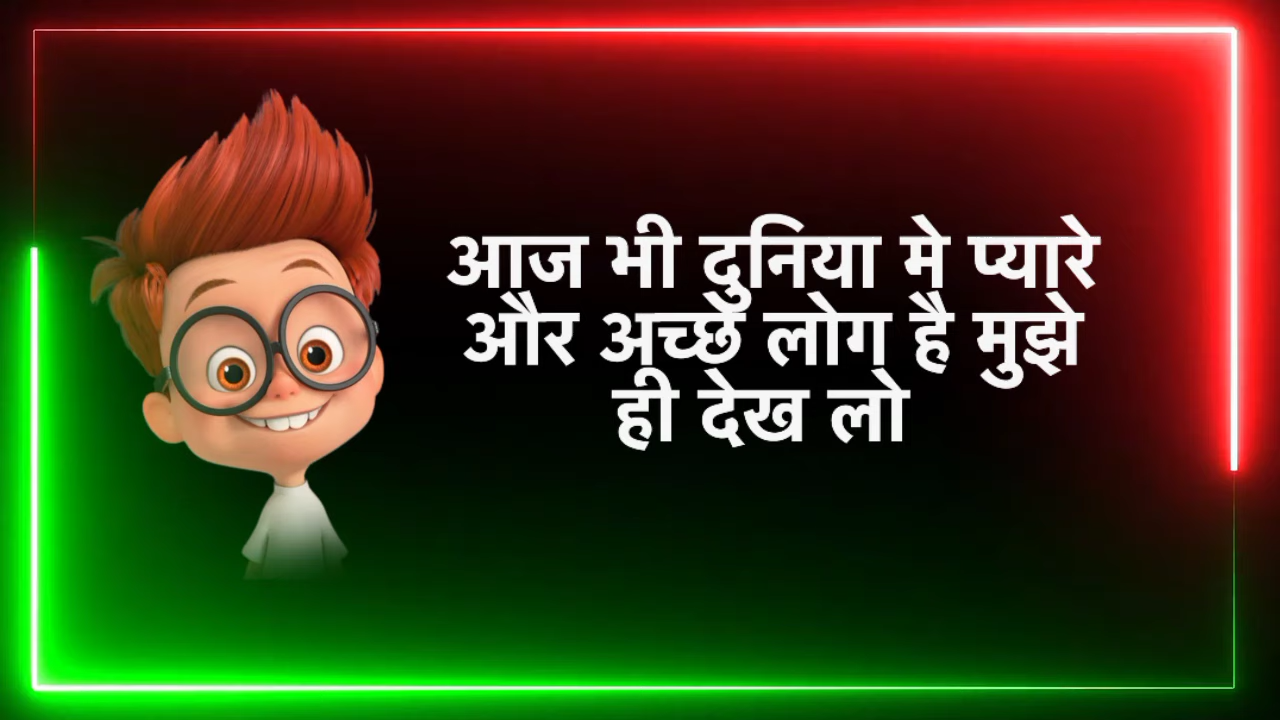 आज भी दुनिया मे प्यारे
और अच्छे लोग है मुझे
ही देख लो